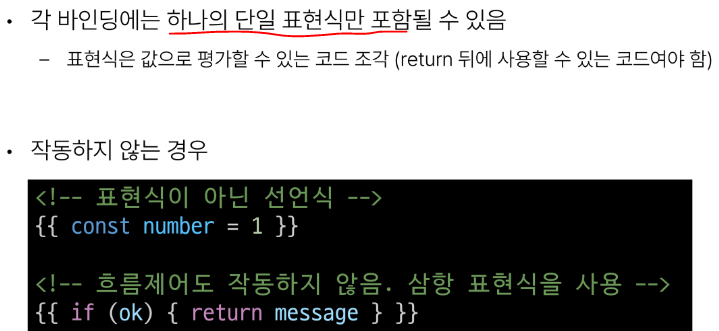 • 각 바인딩에는 하나의 단일 표현식만 포함될 수 있음
– 표현식은 값으로 평가할 수 있는 코드 조각 (return 뒤에 사용할 수 있는 코드여야 함)
• 작동하지 않는 경우
<!-- 표현식이 아닌 선언식 -->
{{ const number = 1 }}
<!-- 흐름제어도 작동하지 않음. 삼항 표현식을 사용 -->
{{ if (ok) { return message } }}